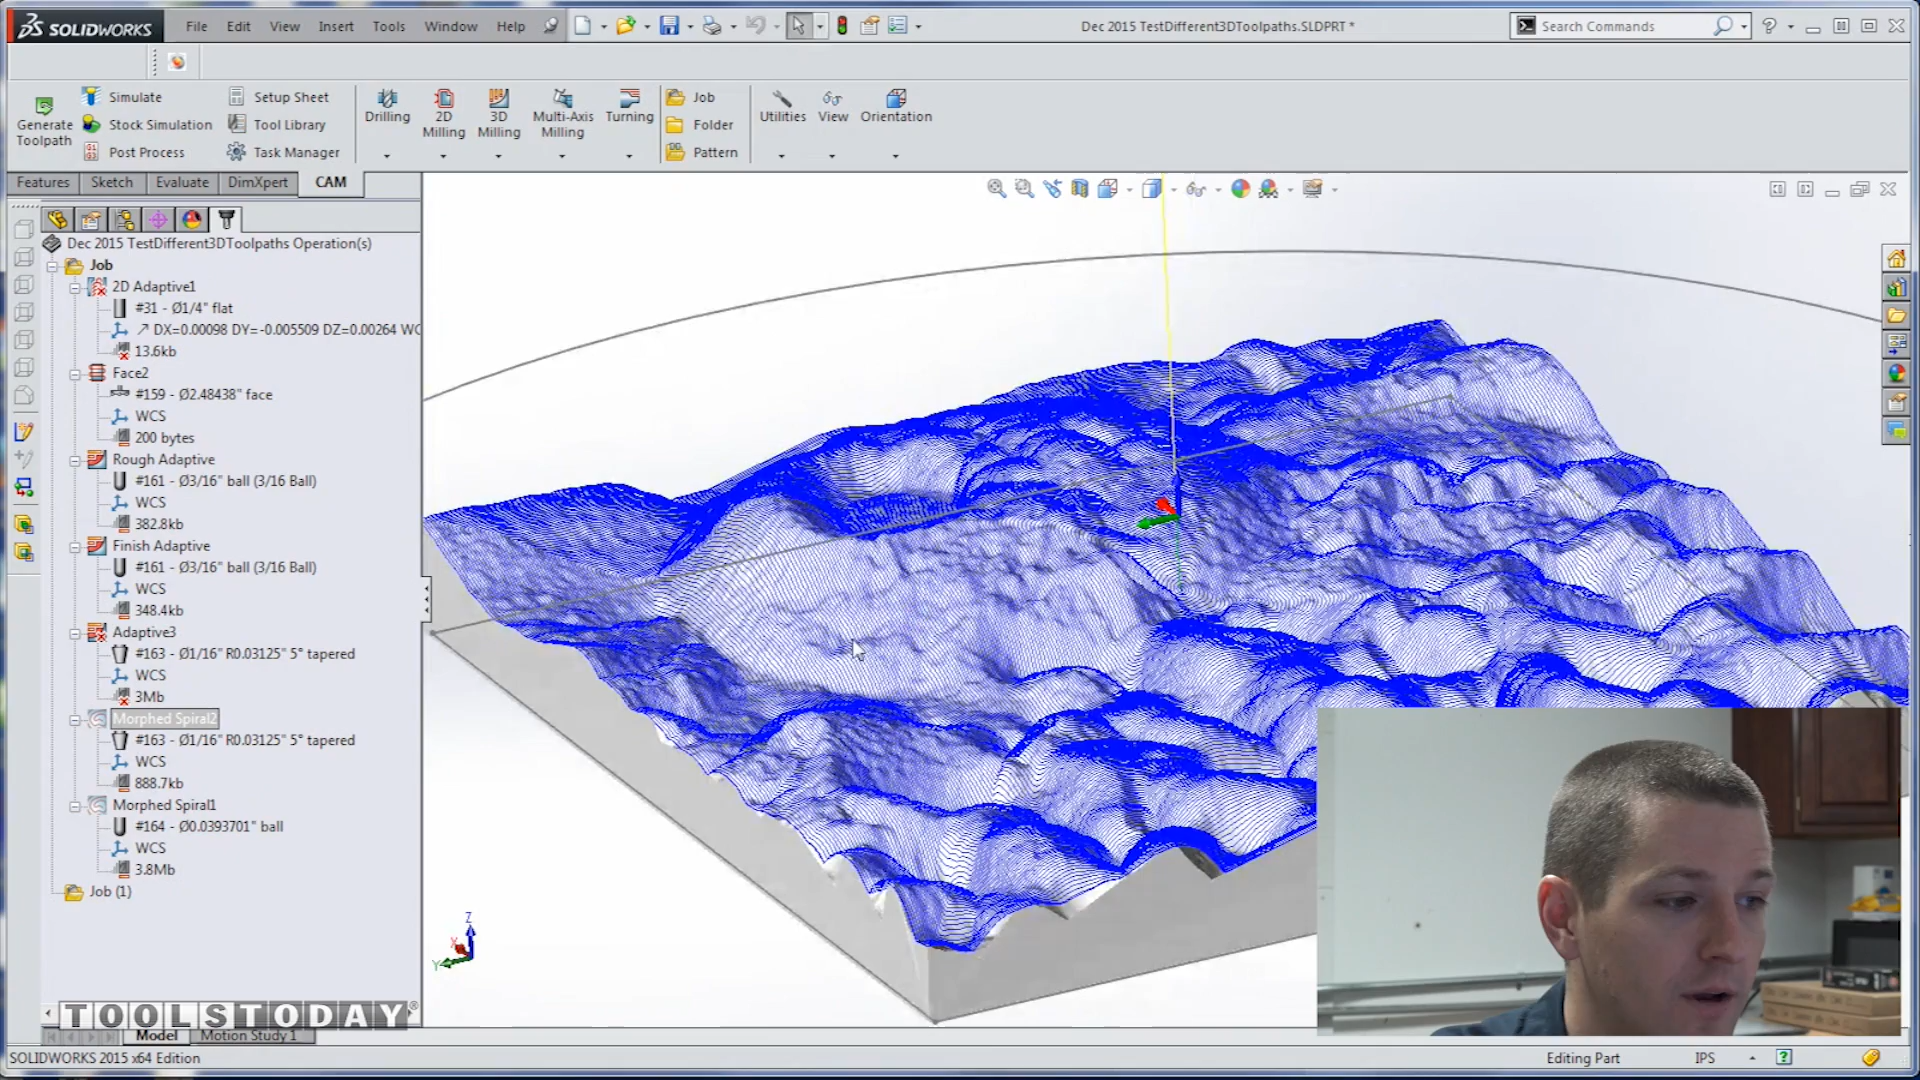 SOLIDWORKS File Edit View Insert Tools Window Help Dec 2015 TestDifferent3DToolpaths.SLDPRT * Search Commands
Generate Toolpath
Simulate
Stock Simulation
Post Process
Setup Sheet
Tool Library
Task Manager
Drilling
2D Milling
3D Milling
Multi-Axis Milling
Turning
Job
Folder
Pattern
Utilities
View
Orientation
Features Sketch Evaluate DimXpert CAM
Dec 2015 TestDifferent3DToolpaths Operation(s)
Job
2D Adaptive1
#31 - Ø1/4" flat
DX=0.00098 DY=-0.005509 DZ=0.00264 WC
13.6kb
Face2
#159 - Ø2.48438" face
WCS
200 bytes
Rough Adaptive
#161 - Ø3/16" ball (3/16 Ball)
WCS
382.8kb
Finish Adaptive
#161 - Ø3/16" ball (3/16 Ball)
WCS
348.4kb
Adaptive3
#163 - Ø1/16" R0.03125" 5° tapered
WCS
3Mb
Morphed Spiral2
#163 - Ø1/16" R0.03125" 5° tapered
WCS
888.7kb
Morphed Spiral1
#164 - Ø0.0393701" ball
WCS
3.8Mb
Job (1)
Z
X
Y
TOOLSTODAY®
Model Motion Study 1
SOLIDWORKS 2015 x64 Edition Editing Part IPS